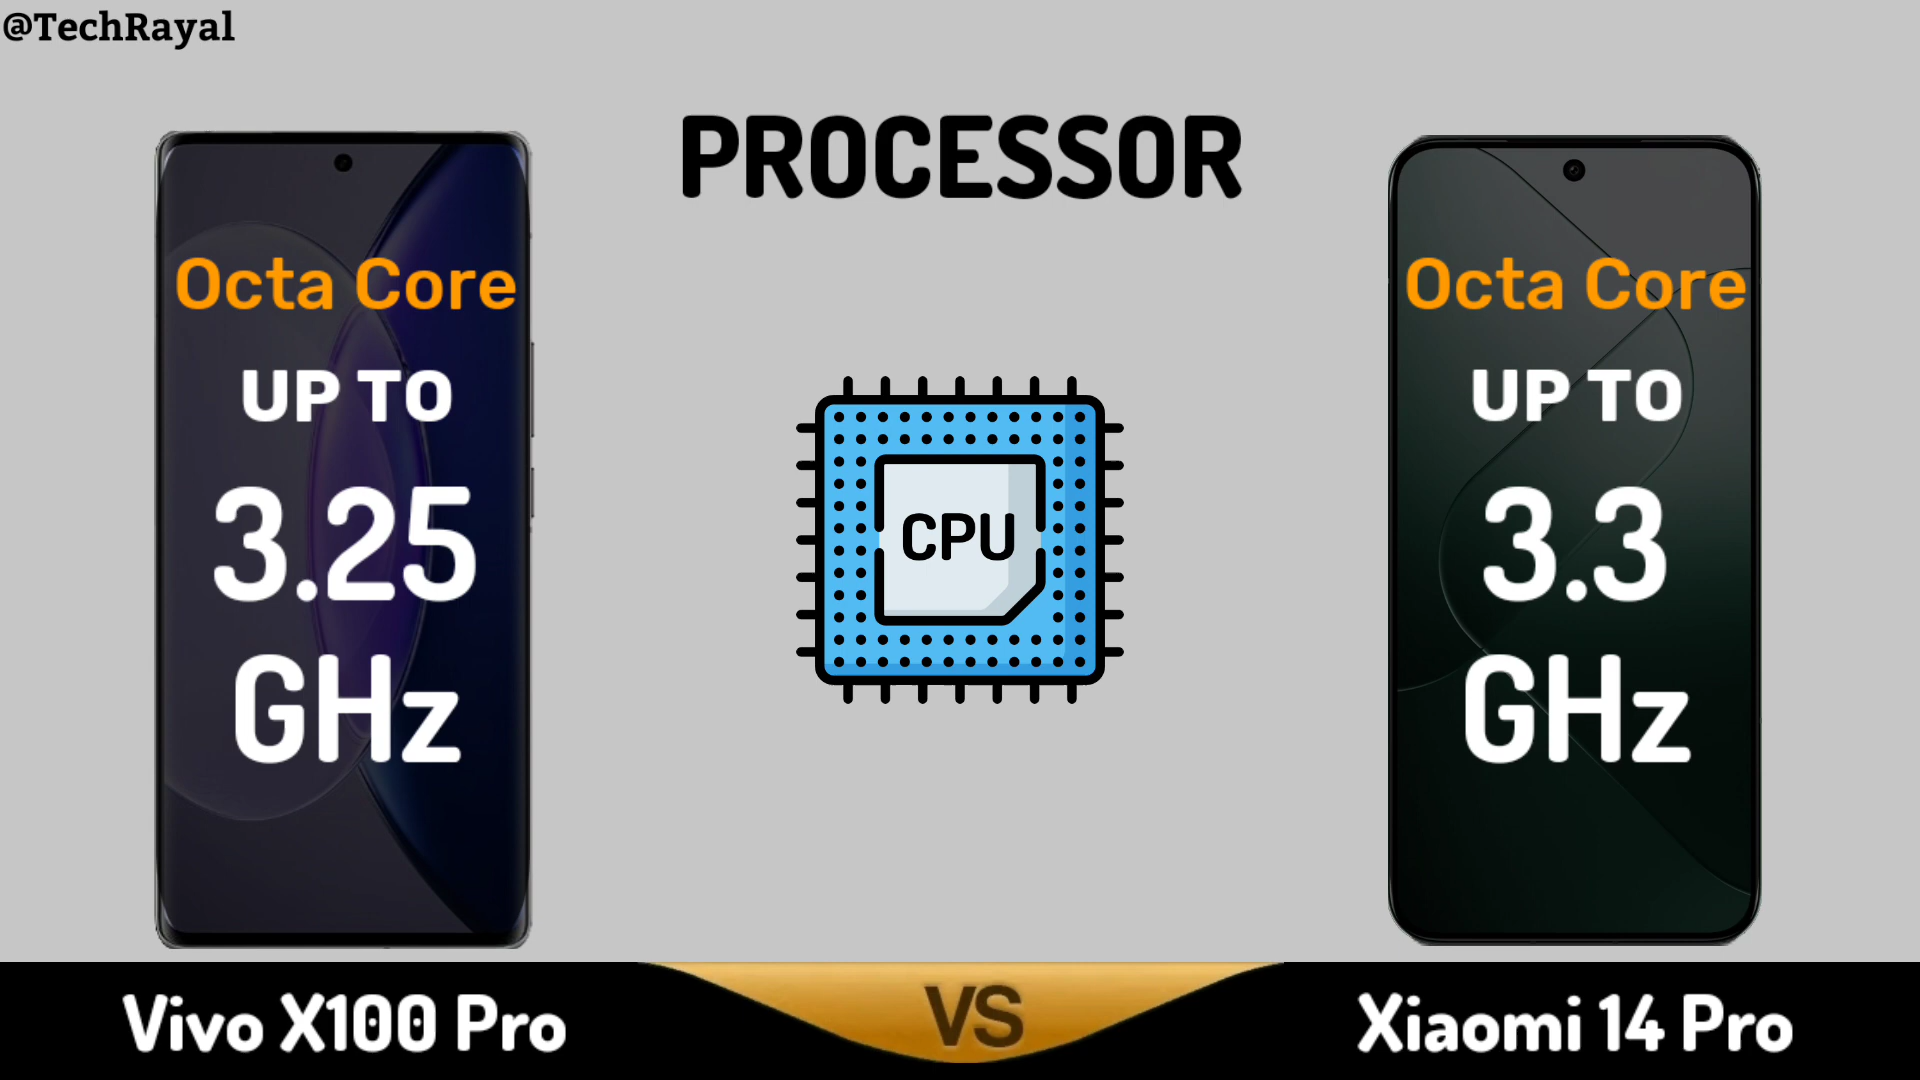 @TechRayal
PROCESSOR
Octa Core
UP TO
3.25
GHz
CPU
Octa Core
UP TO
3.3
GHz
Vivo X100 Pro
VS
Xiaomi 14 Pro